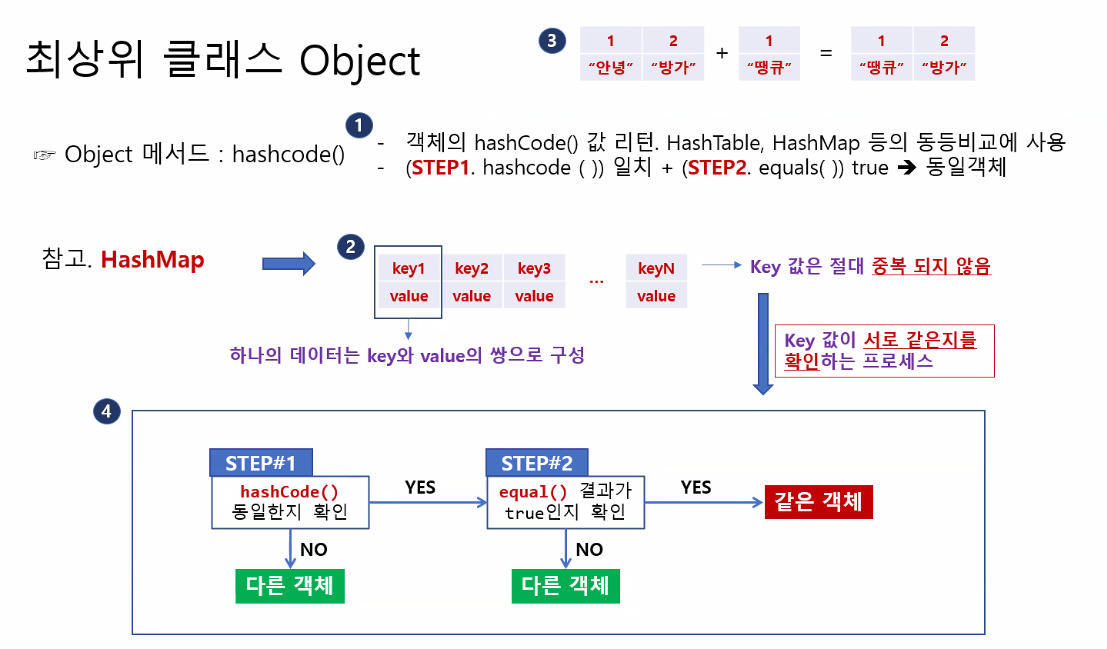 최상위 클래스 Object
3
1 2 + 1 = 1 2
“안녕” “방가” “땡큐” “땡큐” “방가”
☞ Object 메서드 : hashcode()
1
- 객체의 hashCode() 값 리턴. HashTable, HashMap 등의 동등비교에 사용
- (STEP1. hashcode ( )) 일치 + (STEP2. equals( )) true ➔ 동일객체
참고. HashMap
2
key1 key2 key3 ... keyN
value value value value
Key 값은 절대 중복 되지 않음
하나의 데이터는 key와 value의 쌍으로 구성
Key 값이 서로 같은지를
확인하는 프로세스
4
STEP#1
hashCode()
동일한지 확인
YES
NO
다른 객체
STEP#2
equal() 결과가
true인지 확인
YES
NO
다른 객체
같은 객체